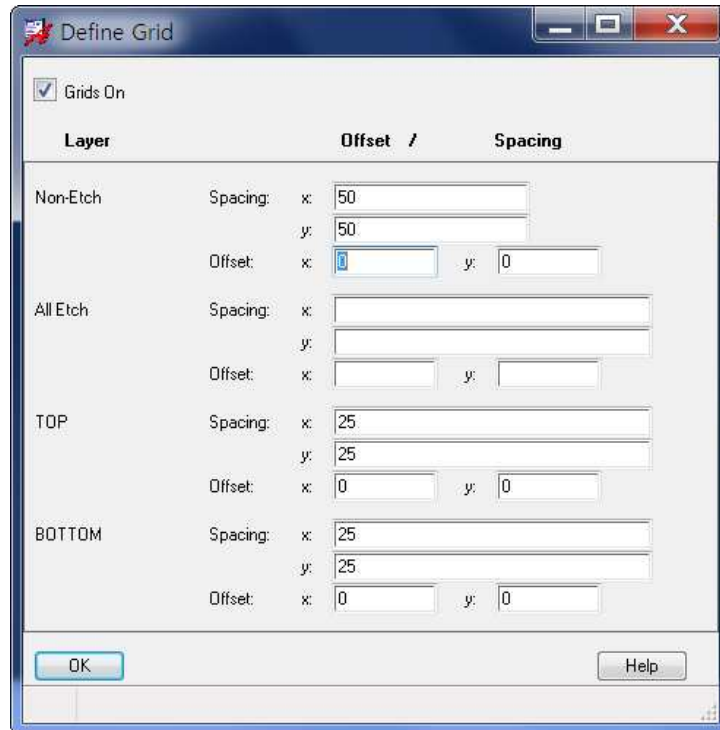 Define Grid
Grids On
Layer Offset / Spacing
Non-Etch Spacing: x: 50
y: 50
Offset: x: 0 y: 0
All Etch Spacing: x:
y:
Offset: x: y:
TOP Spacing: x: 25
y: 25
Offset: x: 0 y: 0
BOTTOM Spacing: x: 25
y: 25
Offset: x: 0 y: 0
OK Help